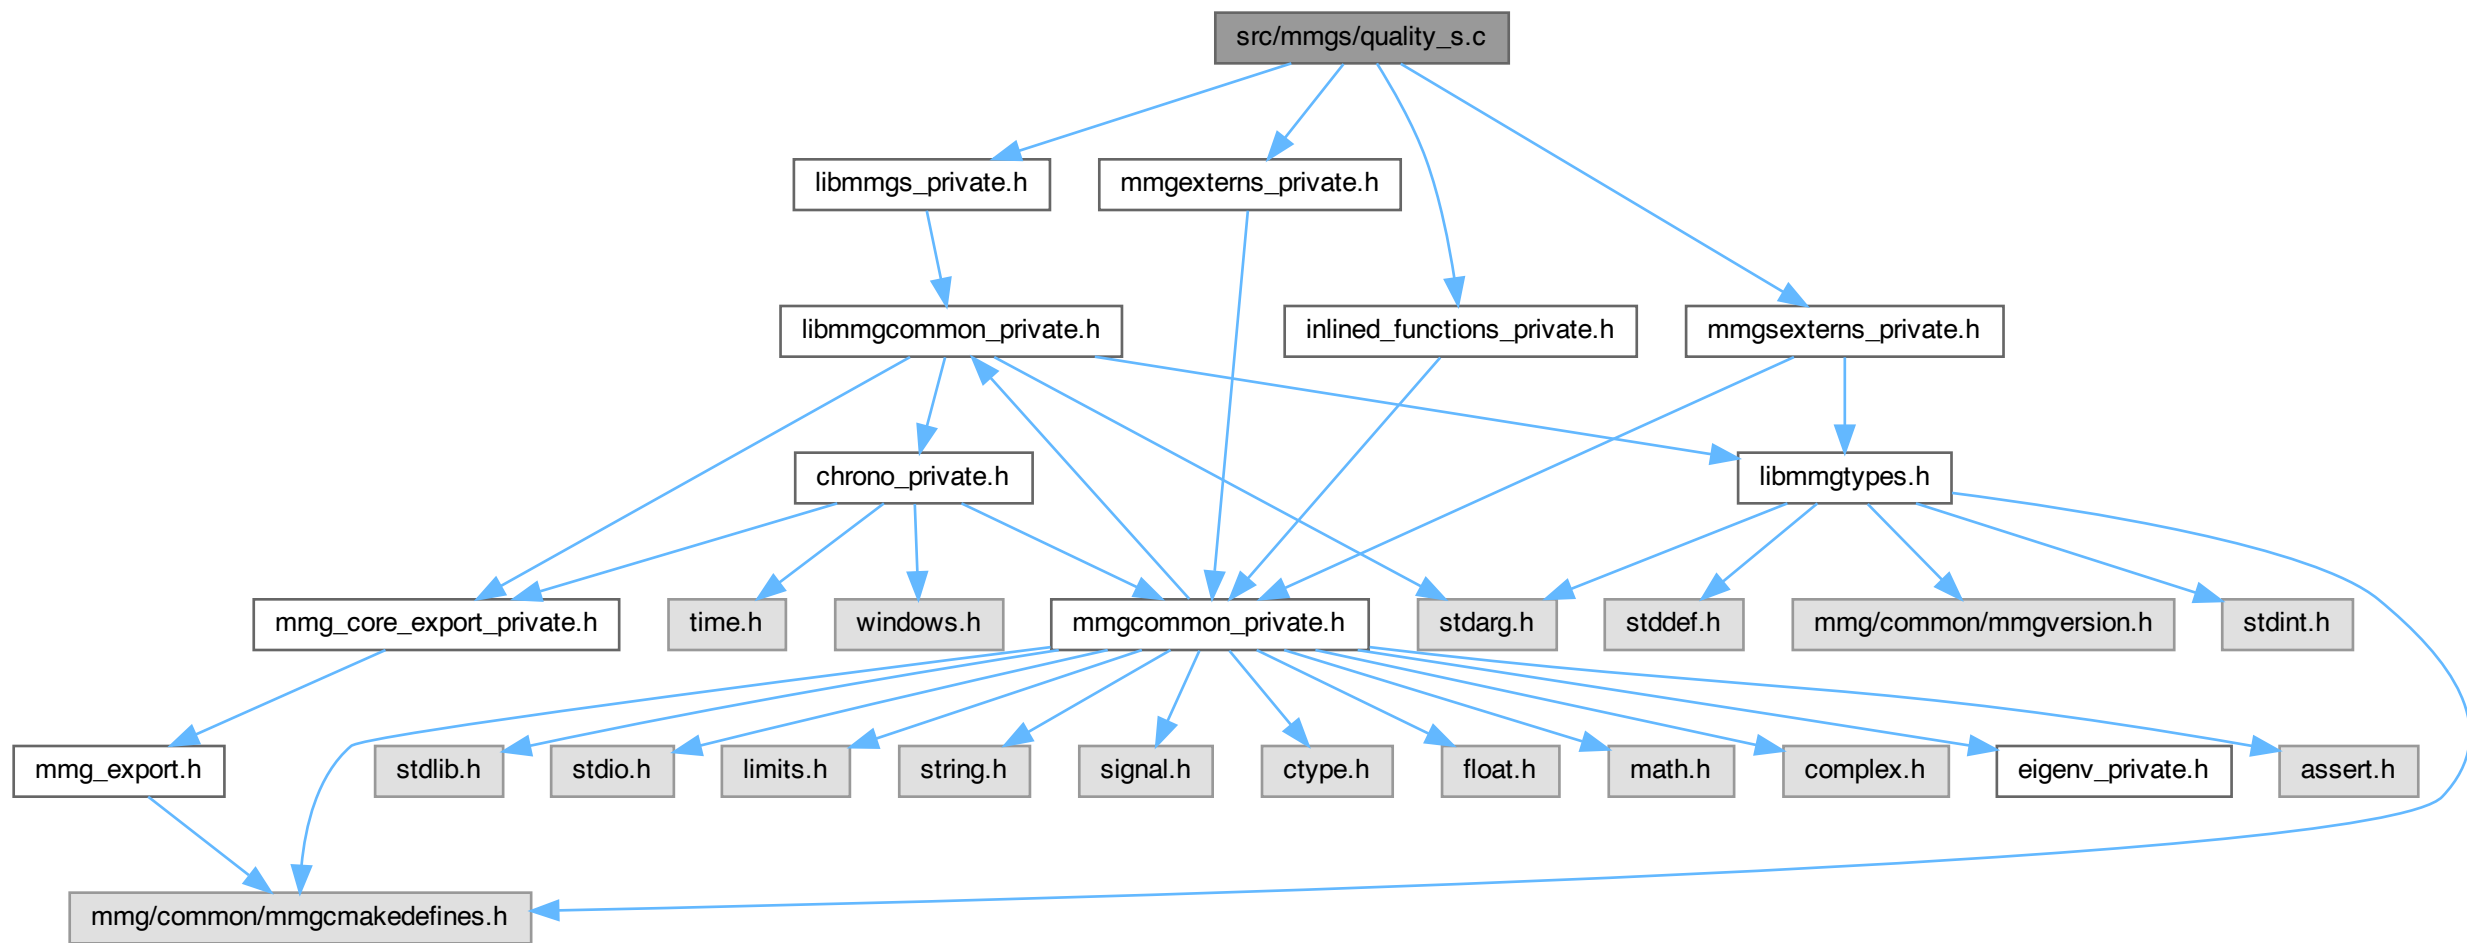 src/mmgs/quality_s.c
libmmgs_private.h
mmgexterns_private.h
libmmgcommon_private.h
inlined_functions_private.h
mmgsexterns_private.h
chrono_private.h
libmmgtypes.h
mmg_core_export_private.h
time.h
windows.h
mmgcommon_private.h
stdarg.h
stddef.h
mmg/common/mmgversion.h
stdint.h
mmg_export.h
stdlib.h
stdio.h
limits.h
string.h
signal.h
ctype.h
float.h
math.h
complex.h
eigenv_private.h
assert.h
mmg/common/mmgcmakedefines.h